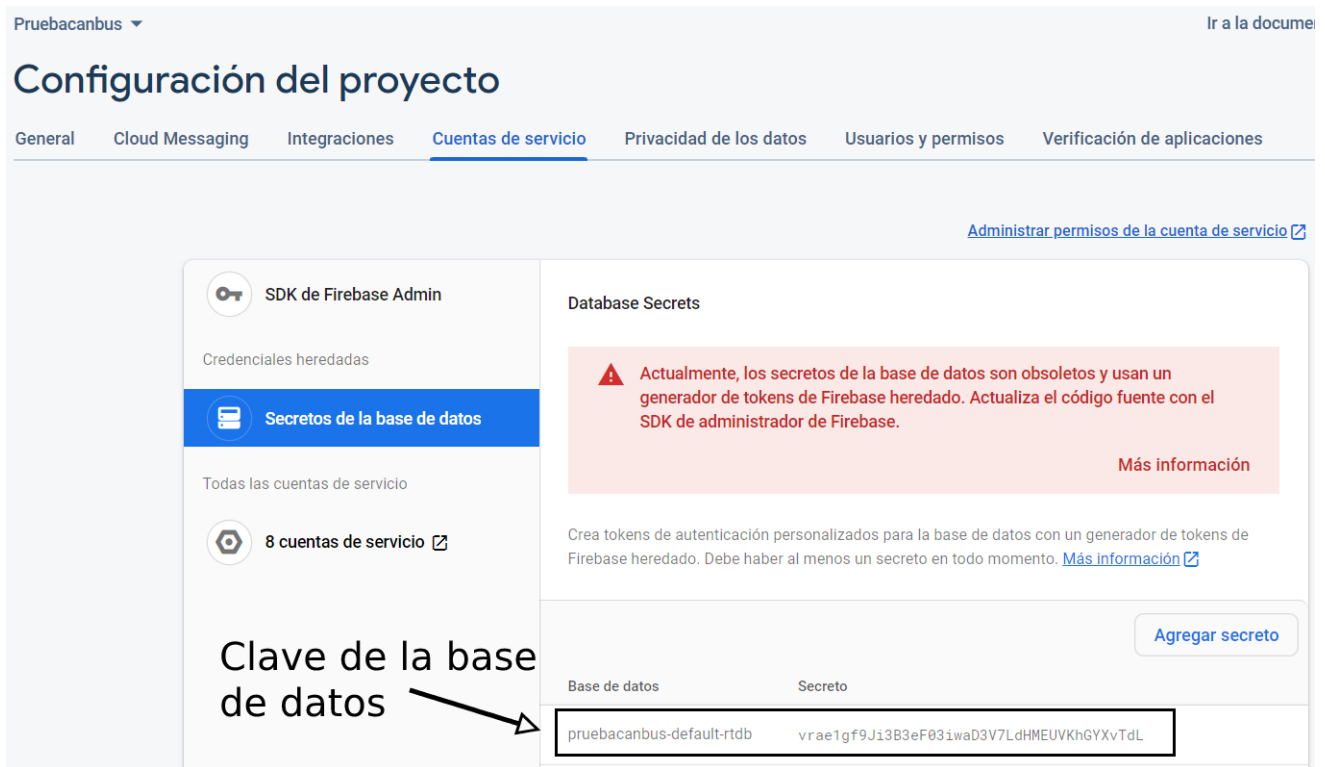 Pruebacanbus
Ir a la docume
Configuración del proyecto
General Cloud Messaging Integraciones Cuentas de servicio Privacidad de los datos Usuarios y permisos Verificación de aplicaciones
Administrar permisos de la cuenta de servicio
SDK de Firebase Admin
Credenciales heredadas
Secretos de la base de datos
Todas las cuentas de servicio
8 cuentas de servicio
Database Secrets
Actualmente, los secretos de la base de datos son obsoletos y usan un
generador de tokens de Firebase heredado. Actualiza el código fuente con el
SDK de administrador de Firebase.
Más información
Crea tokens de autenticación personalizados para la base de datos con un generador de tokens de
Firebase heredado. Debe haber al menos un secreto en todo momento. Más información
Agregar secreto
Clave de la base
de datos
Base de datos Secreto
pruebacanbus-default-rtdb vrae1gf9Ji3B3eF03iwaD3V7LdHMEUVKhGYXvTdL